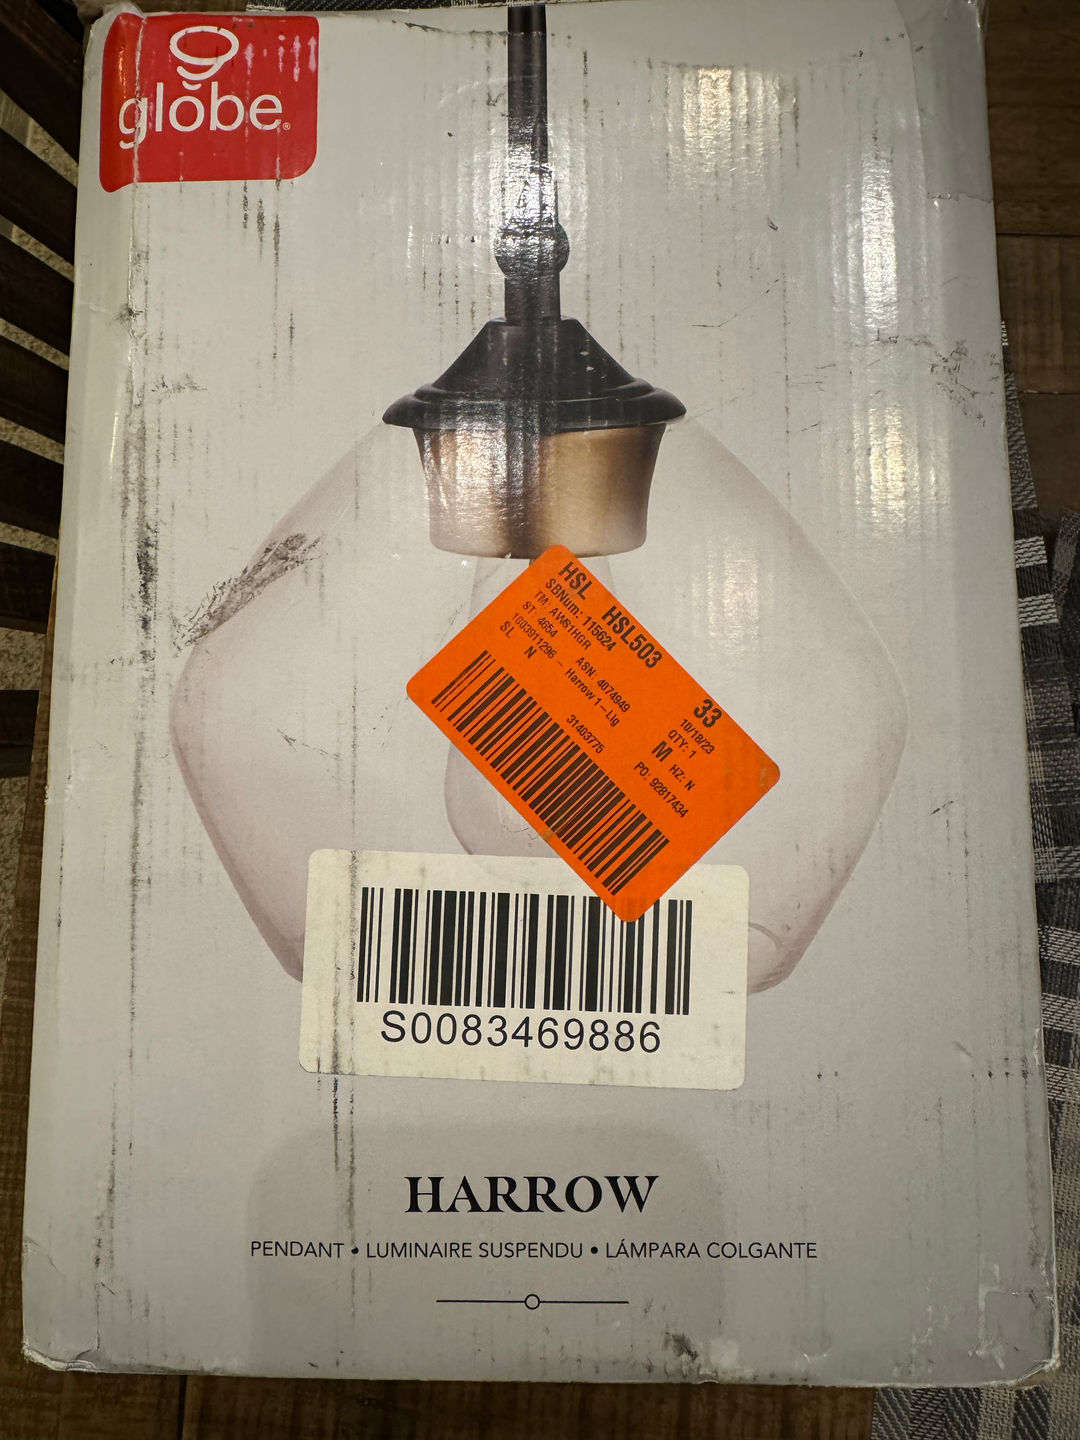 globe®
HSL HSL503
SBNum: 115624
33
TM: AWS1HGR
10/18/23
ST: 4654 ASN: 4074949
QTY: 1
1003911296 – Harrow 1 – Lig
M HZ: N
SL N 31403775
PO: 92817434
S0083469886
HARROW
PENDANT • LUMINAIRE SUSPENDU • LÁMPARA COLGANTE